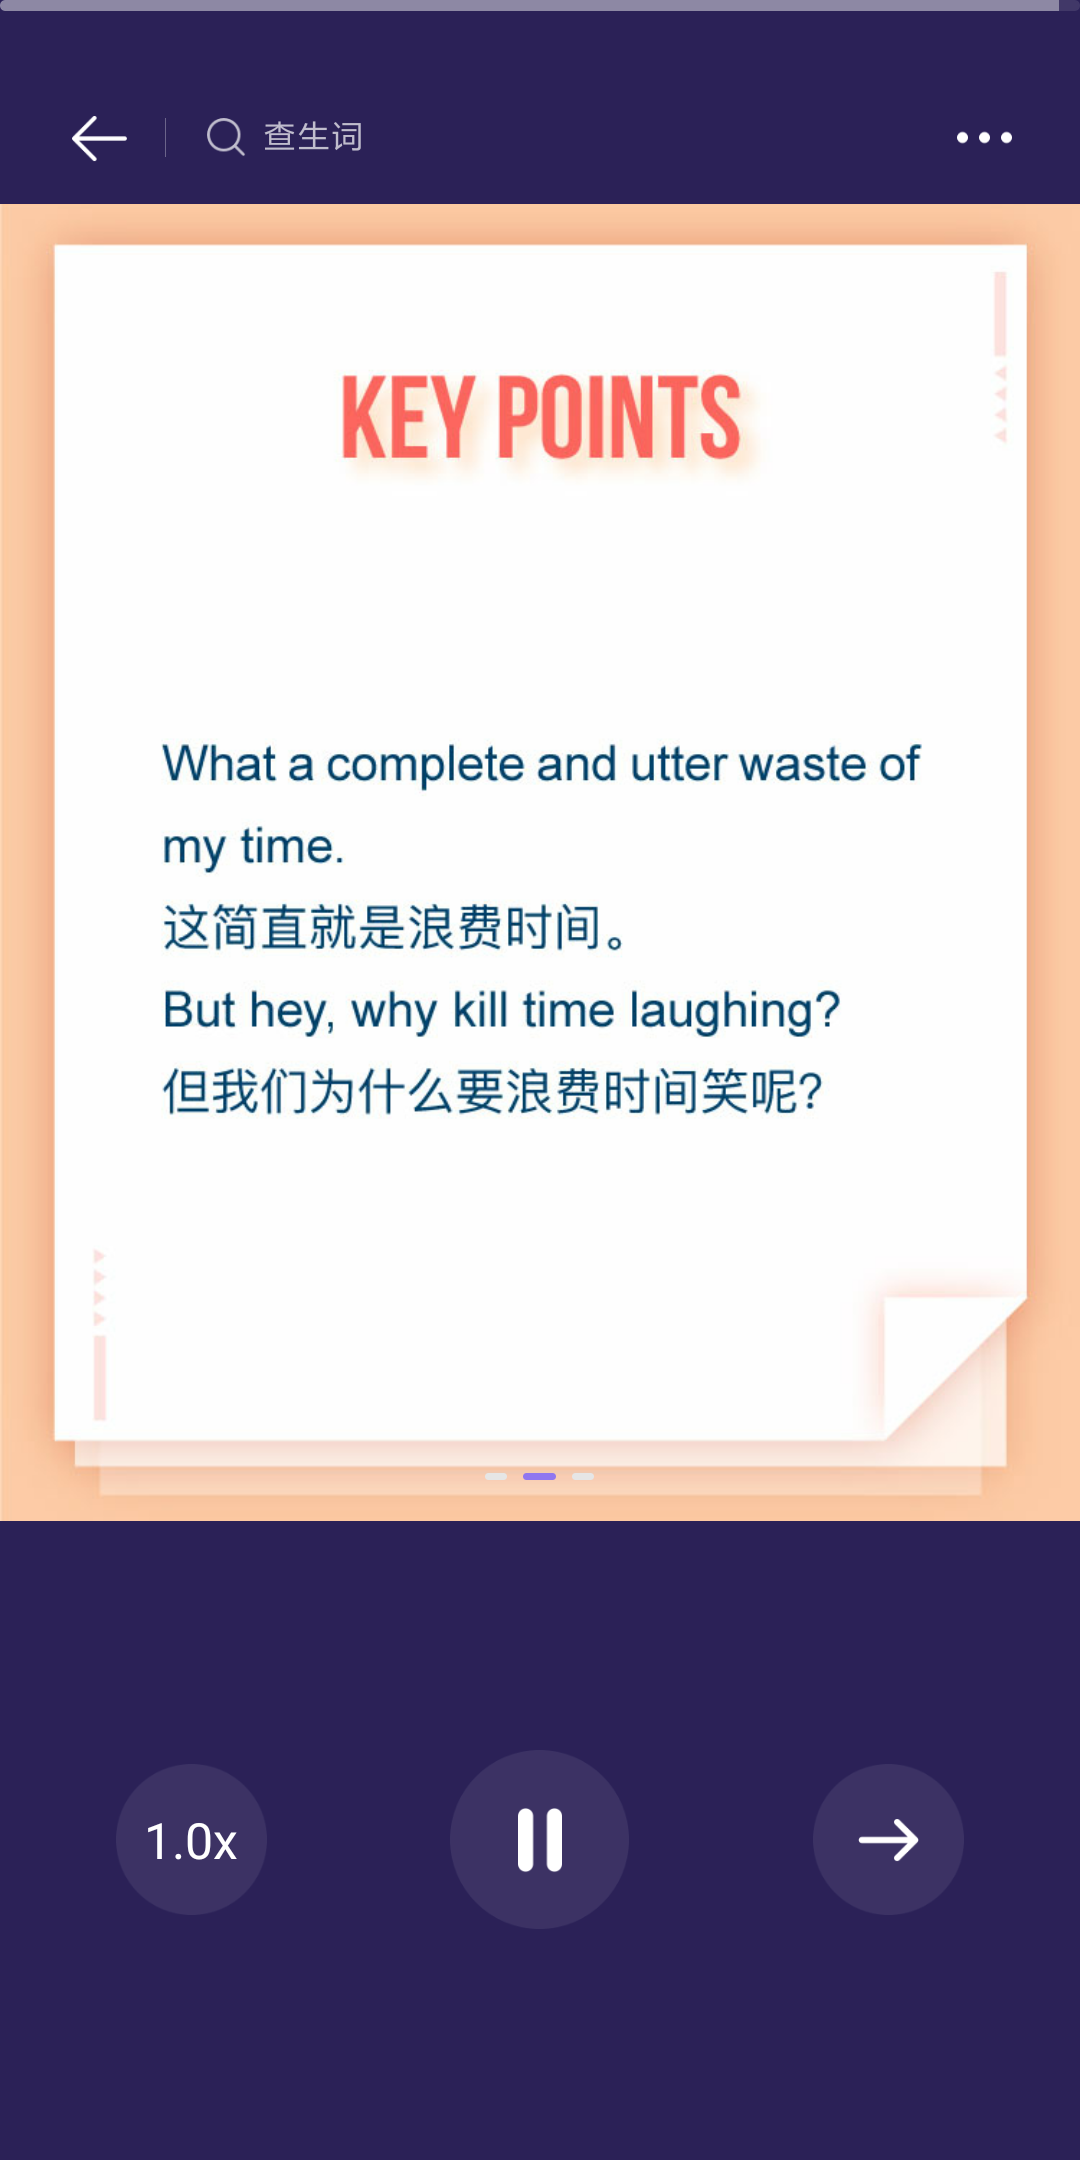 查生词
KEY POINTS
What a complete and utter waste of
my time.
这简直就是浪费时间。
But hey, why kill time laughing?
但我们为什么要浪费时间笑呢?
1.0x